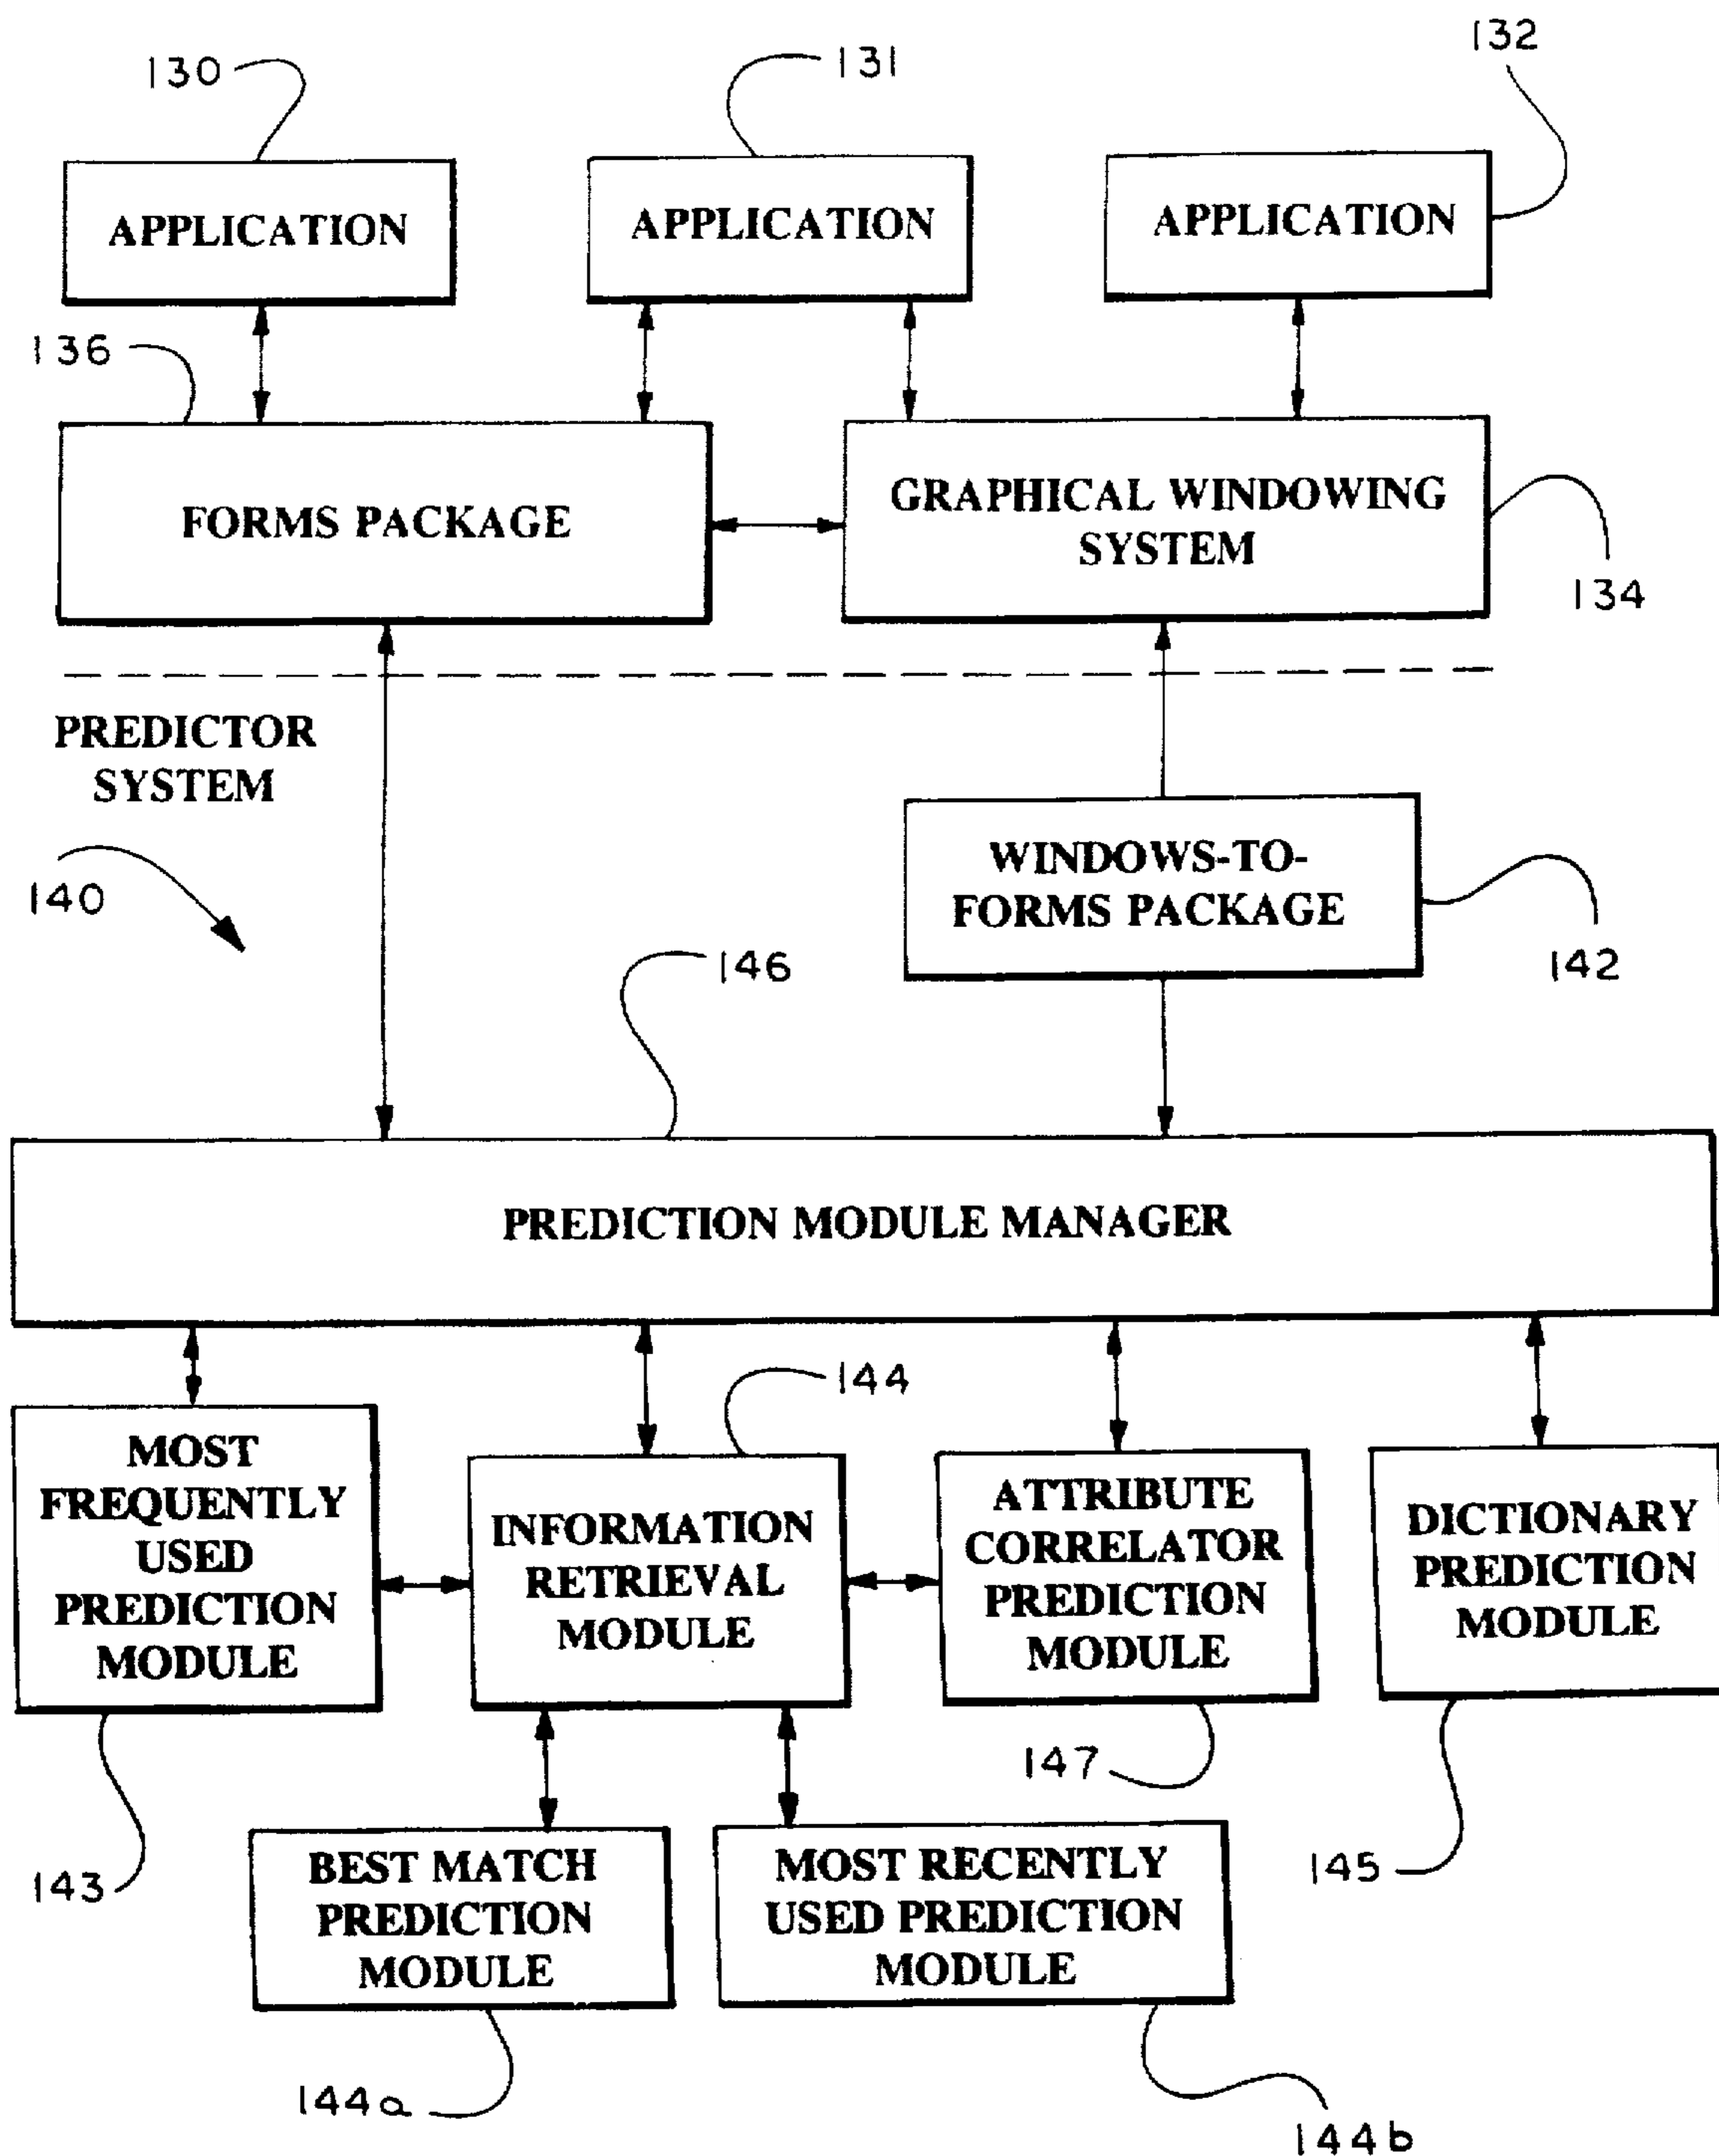 130
131
132
APPLICATION
APPLICATION
APPLICATION
136
FORMS PACKAGE
GRAPHICAL WINDOWING
SYSTEM
134
PREDICTOR
SYSTEM
140
WINDOWS-TO-
FORMS PACKAGE
142
146
PREDICTION MODULE MANAGER
144
MOST
FREQUENTLY
USED
PREDICTION
MODULE
INFORMATION
RETRIEVAL
MODULE
ATTRIBUTE
CORRELATOR
PREDICTION
MODULE
DICTIONARY
PREDICTION
MODULE
143
147
145
BEST MATCH
PREDICTION
MODULE
MOST RECENTLY
USED PREDICTION
MODULE
144a
144b